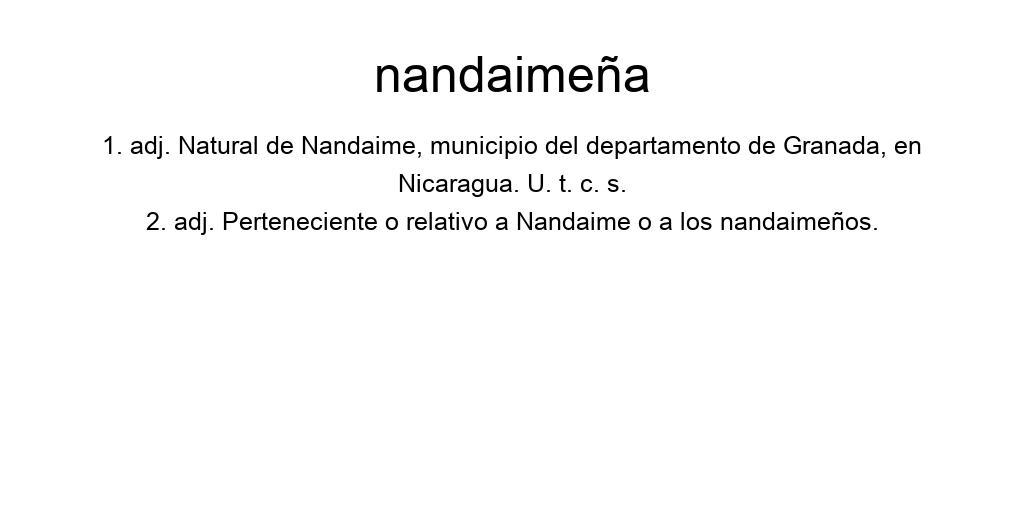 nandaimeña
1. adj. Natural de Nandaime, municipio del departamento de Granada, en
Nicaragua. U. t. c. s.
2. adj. Perteneciente o relativo a Nandaime o a los nandaimeños.